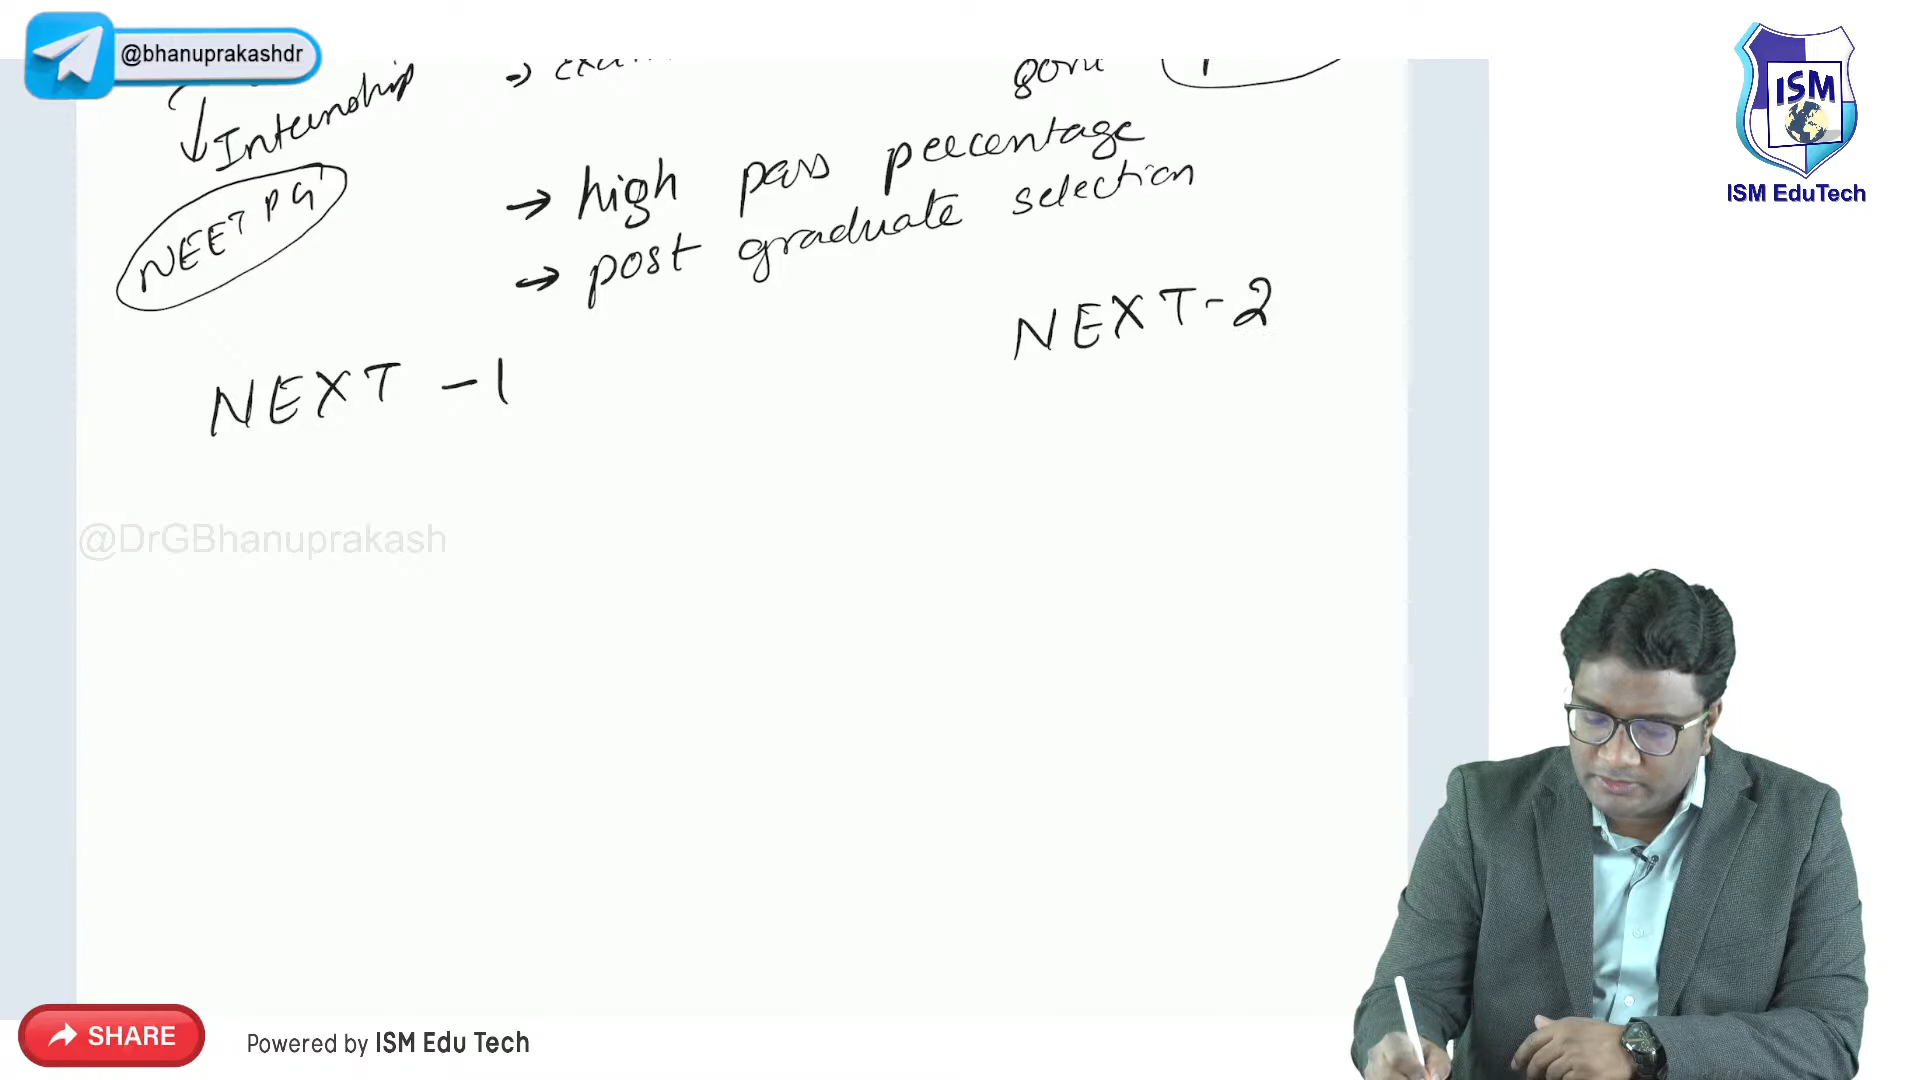 @bhanuprakashdr
ISM
ISM EduTech
Internship
NEET PG
→ high pass percentage
→ post graduate selection
NEXT - 1
NEXT - 2
@DrGBhanuprakash
SHARE
Powered by ISM Edu Tech